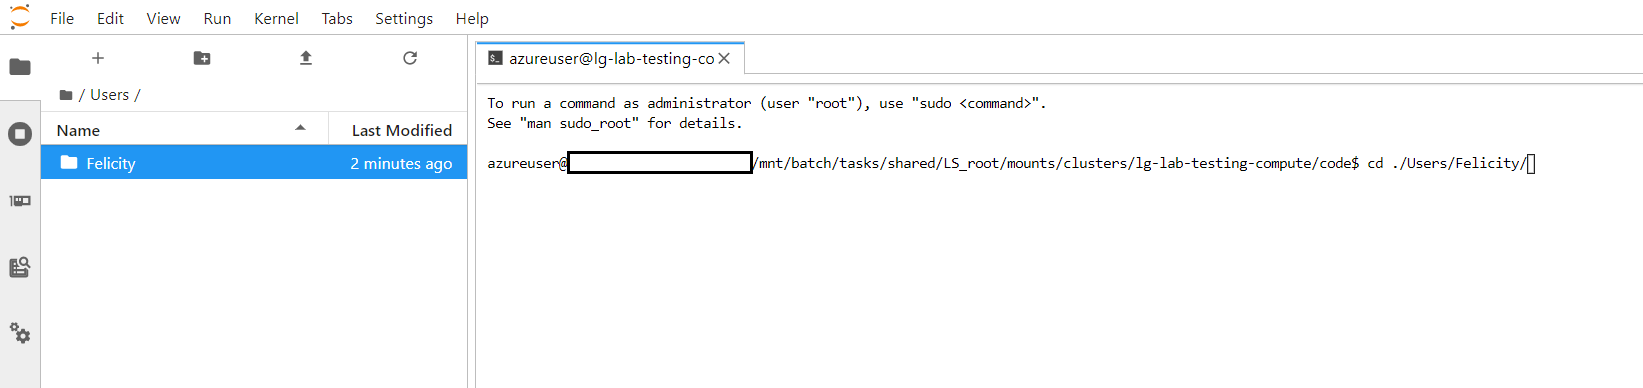 File Edit View Run Kernel Tabs Settings Help
/ Users /
Name Last Modified
Felicity 2 minutes ago
azureuser@lg-lab-testing-co
To run a command as administrator (user "root"), use "sudo <command>".
See "man sudo_root" for details.
azureuser@ /mnt/batch/tasks/shared/LS_root/mounts/clusters/lg-lab-testing-compute/code$ cd ./Users/Felicity/